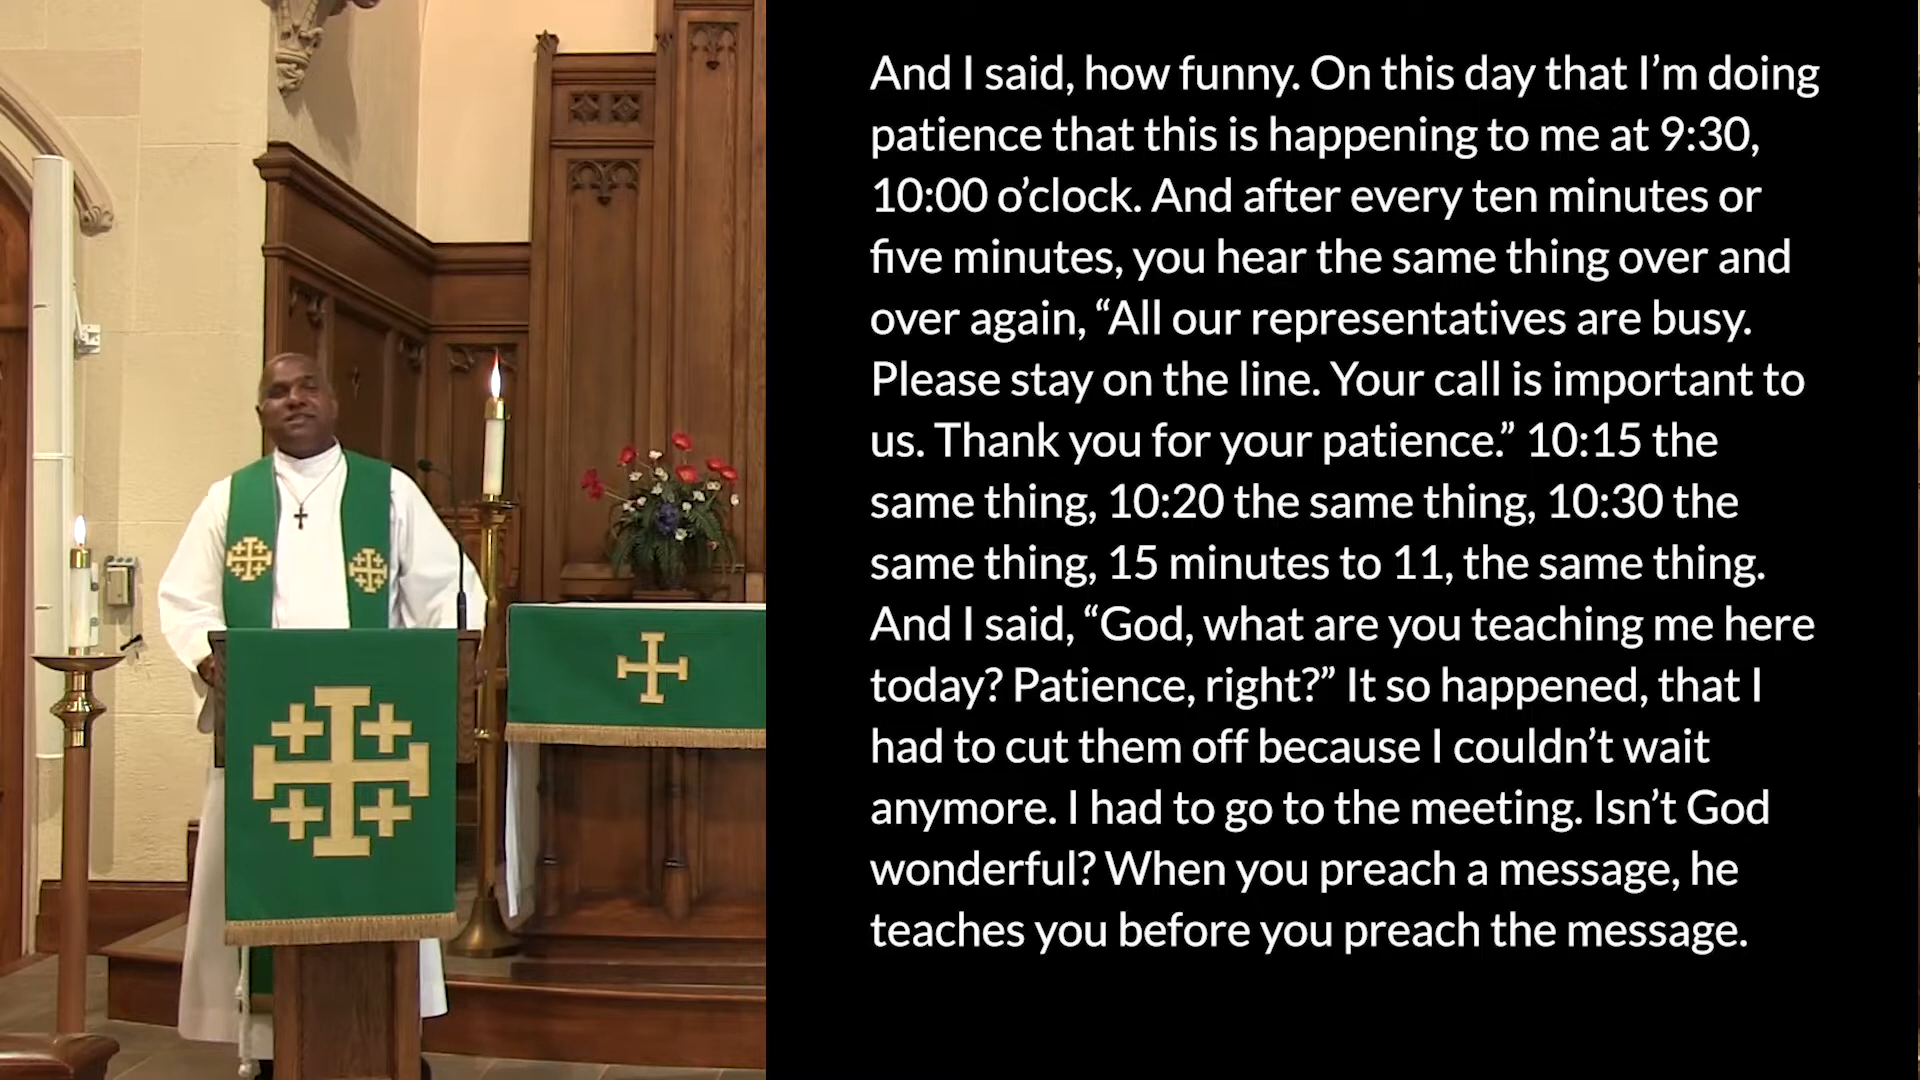 And I said, how funny. On this day that I’m doing
patience that this is happening to me at 9:30,
10:00 o’clock. And after every ten minutes or
five minutes, you hear the same thing over and
over again, “All our representatives are busy.
Please stay on the line. Your call is important to
us. Thank you for your patience.” 10:15 the
same thing, 10:20 the same thing, 10:30 the
same thing, 15 minutes to 11, the same thing.
And I said, “God, what are you teaching me here
today? Patience, right?” It so happened, that I
had to cut them off because I couldn’t wait
anymore. I had to go to the meeting. Isn’t God
wonderful? When you preach a message, he
teaches you before you preach the message.